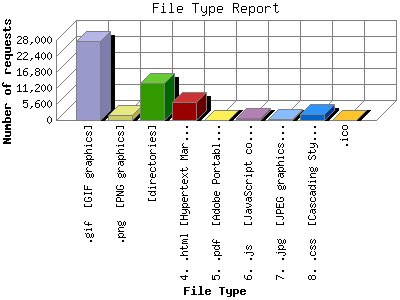 File Type Report
Number of requests
28,000
22,400
16,800
11,200
5,600
0
.gif [GIF graphics]
.png [PNG graphics]
[directories]
4. .html [Hypertext Mar...
5. .pdf [Adobe Portabl...
6. .js [JavaScript co...
7. .jpg [JPEG graphics...
8. .css [Cascading Sty...
.ico
File Type